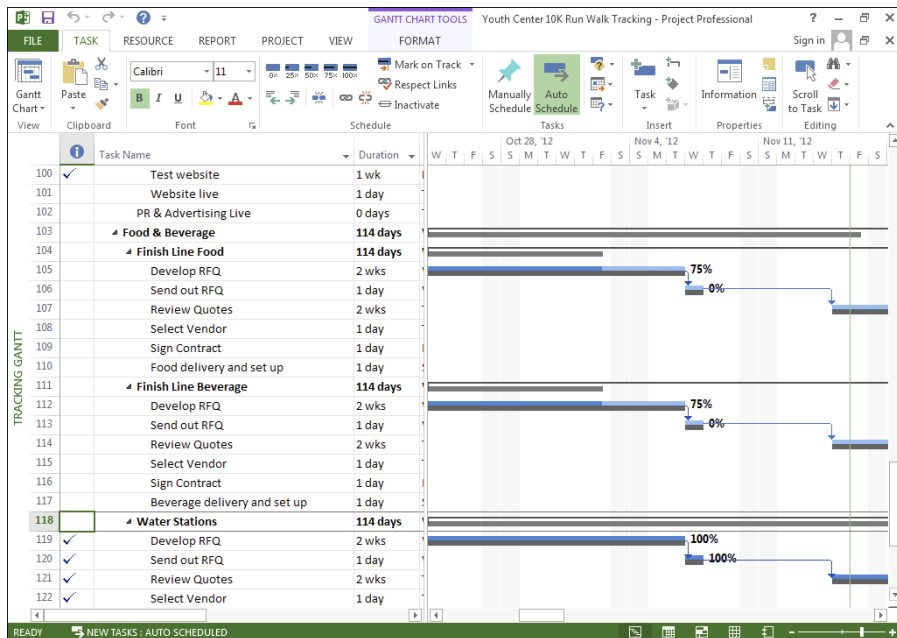 GANTT CHART TOOLS Youth Center 10K Run Walk Tracking - Project Professional
FILE TASK RESOURCE REPORT PROJECT VIEW FORMAT Sign in
Calibri 11 0% 25% 50% 75% 100% Mark on Track
Respect Links
Inactivate
Gantt Chart Paste B I U A Manually Schedule Auto Schedule Task Information Scroll to Task
View Clipboard Font Schedule Tasks Insert Properties Editing
Oct 28, '12 Nov 4, '12 Nov 11, '12
Task Name Duration W T F S S M T W T F S S M T W T F S S M T W T F S
100 Test website 1 wk
101 Website live 1 day
102 PR & Advertising Live 0 days
103 Food & Beverage 114 days
104 Finish Line Food 114 days
105 Develop RFQ 2 wks 75%
106 Send out RFQ 1 day 0%
107 Review Quotes 2 wks
108 Select Vendor 1 day
109 Sign Contract 1 day
110 Food delivery and set up 1 day
111 Finish Line Beverage 114 days
112 Develop RFQ 2 wks 75%
113 Send out RFQ 1 day 0%
114 Review Quotes 2 wks
115 Select Vendor 1 day
116 Sign Contract 1 day
117 Beverage delivery and set up 1 day
118 Water Stations 114 days
119 Develop RFQ 2 wks 100%
120 Send out RFQ 1 day 100%
121 Review Quotes 2 wks
122 Select Vendor 1 day
TRACKING GANTT
READY NEW TASKS : AUTO SCHEDULED